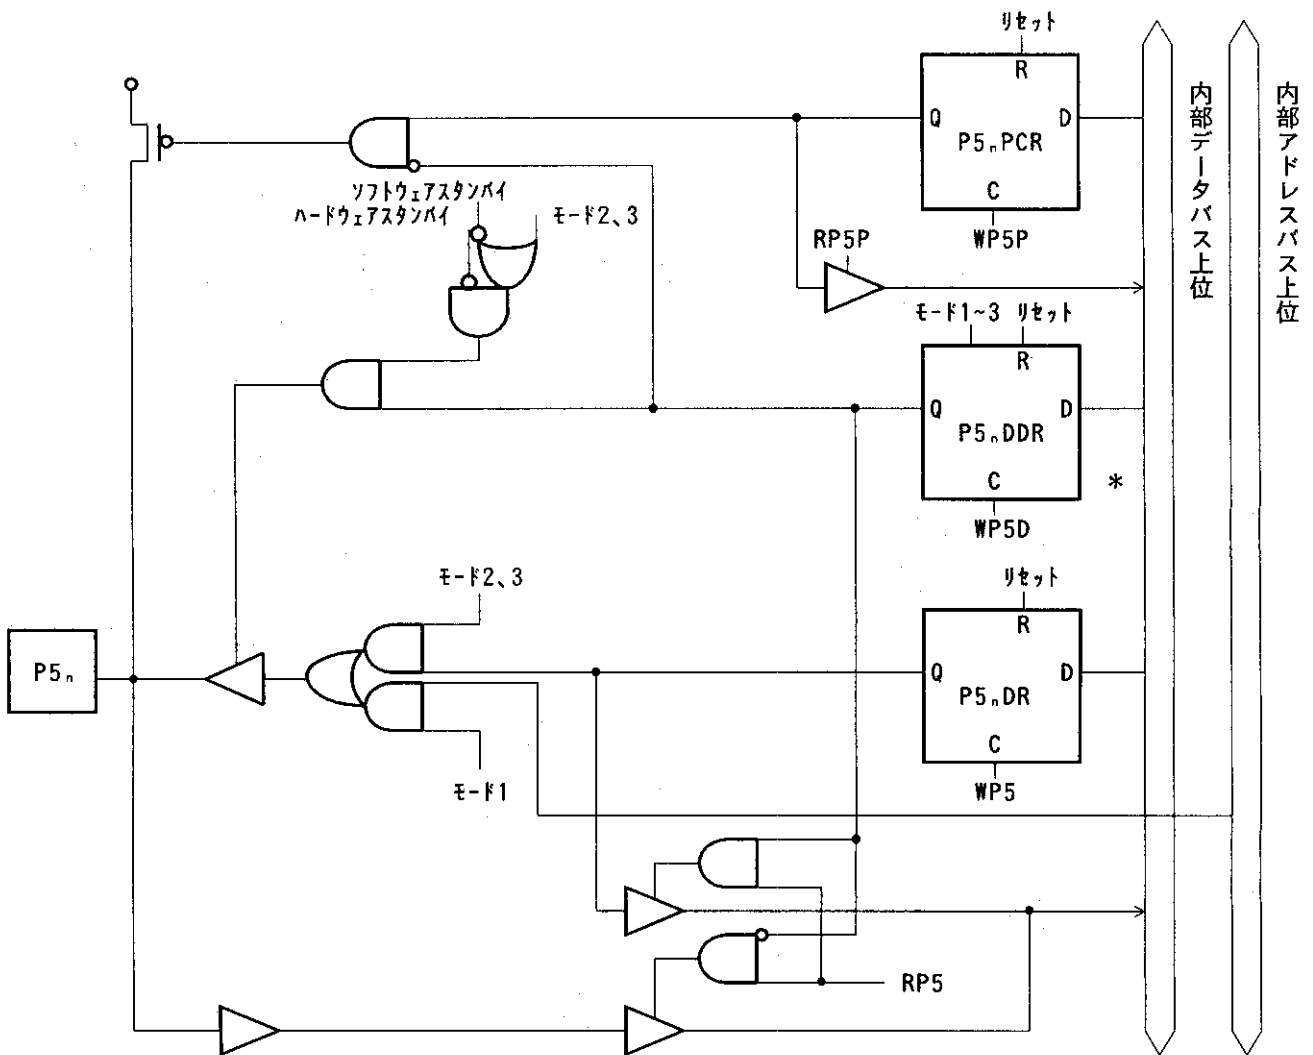 リセット
R
Q
D
P5nPCR
C
WP5P
内部データバス上位
内部アドレスバス上位
ソフトウェアスタンバイ
ハードウェアスタンバイ
モード2、3
RP5P
モード1~3
リセット
R
Q
D
P5nDDR
C
*
WP5D
モード2、3
リセット
R
P5n
Q
D
P5nDR
C
モード1
WP5
RP5